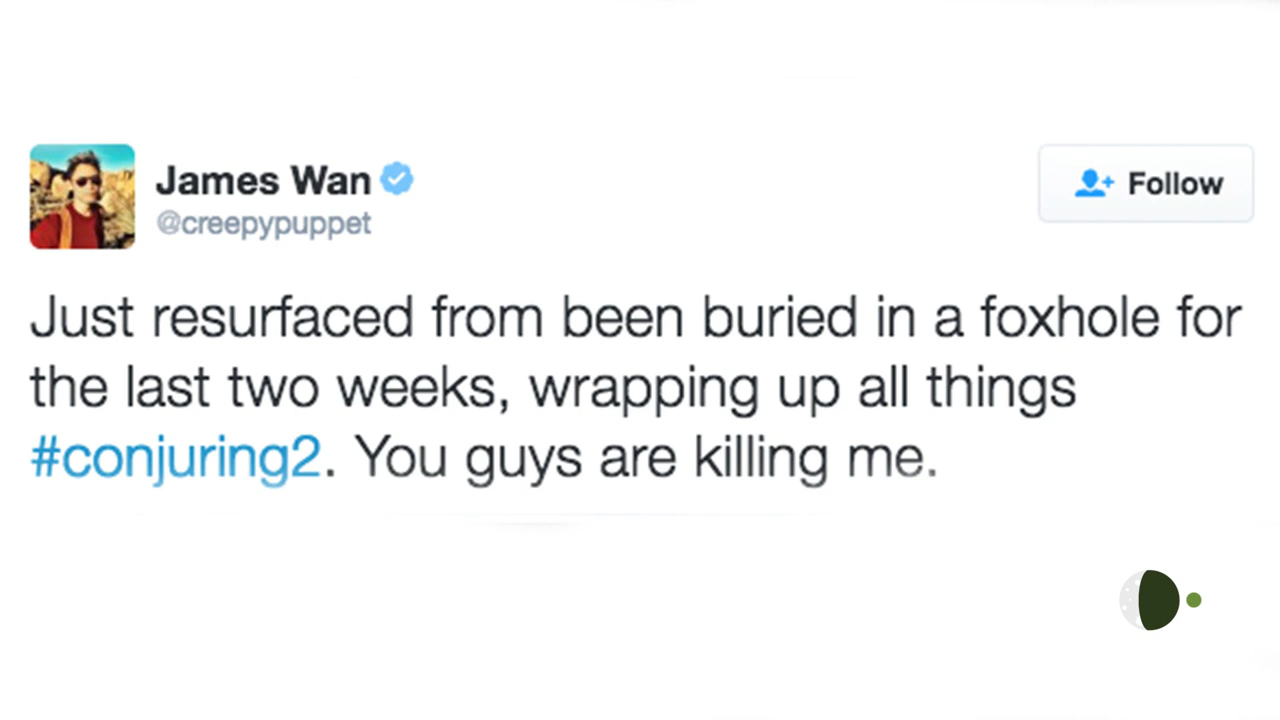 James Wan
@creepypuppet
Follow
Just resurfaced from been buried in a foxhole for
the last two weeks, wrapping up all things
#conjuring2. You guys are killing me.